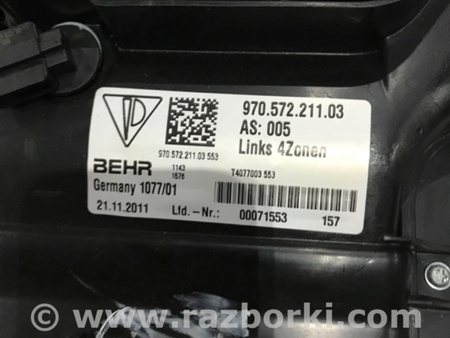 970.572.211.03
AS: 005
Links 4Zonen
970.572.211.03 553
BEHR
1143
1576
T4077003 553
Germany 1077/01
21.11.2011 Lfd.-Nr.: 00071553 157
© www.razborki.com